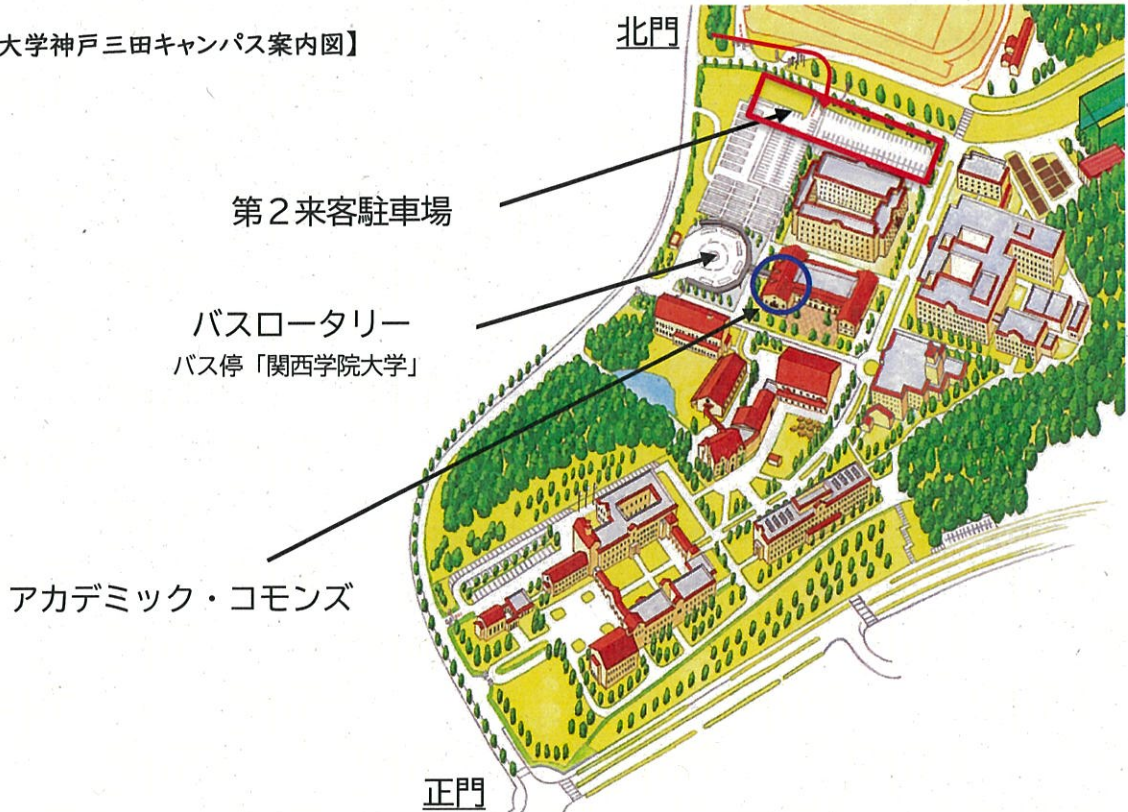 大学神戸三田キャンパス案内図】
北門
第２来客駐車場
バスロータリー
バス停「関西学院大学」
アカデミック・コモンズ
正門